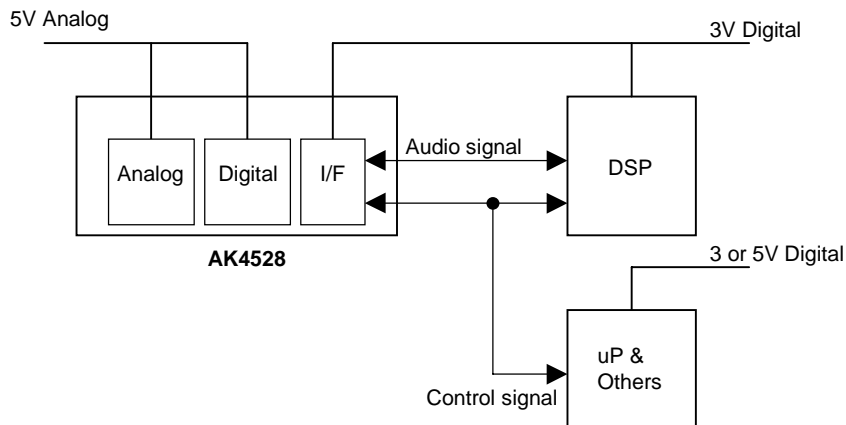 5V Analog
3V Digital
Analog
Digital
I/F
Audio signal
DSP
AK4528
3 or 5V Digital
uP &
Others
Control signal